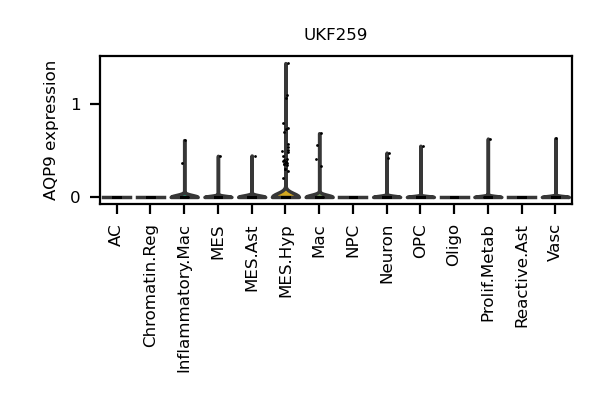 UKF259
AQP9 expression
1
0
AC
Chromatin.Reg
Inflammatory.Mac
MES
MES.Ast
MES.Hyp
Mac
NPC
Neuron
OPC
Oligo
Prolif.Metab
Reactive.Ast
Vasc